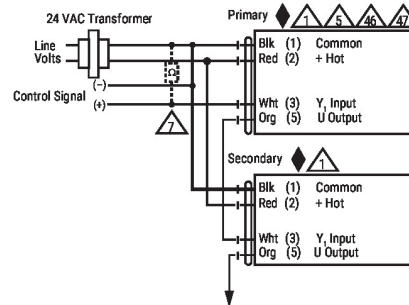 24 VAC Transformer
Primary 1 5 46 47
Line Volts
Blk (1) Common
Red (2) + Hot
(−)
Control Signal
(+)
Ω
Wht (3) Y1 Input
Org (5) U Output
7
Secondary 1
Blk (1) Common
Red (2) + Hot
Wht (3) Y1 Input
Org (5) U Output